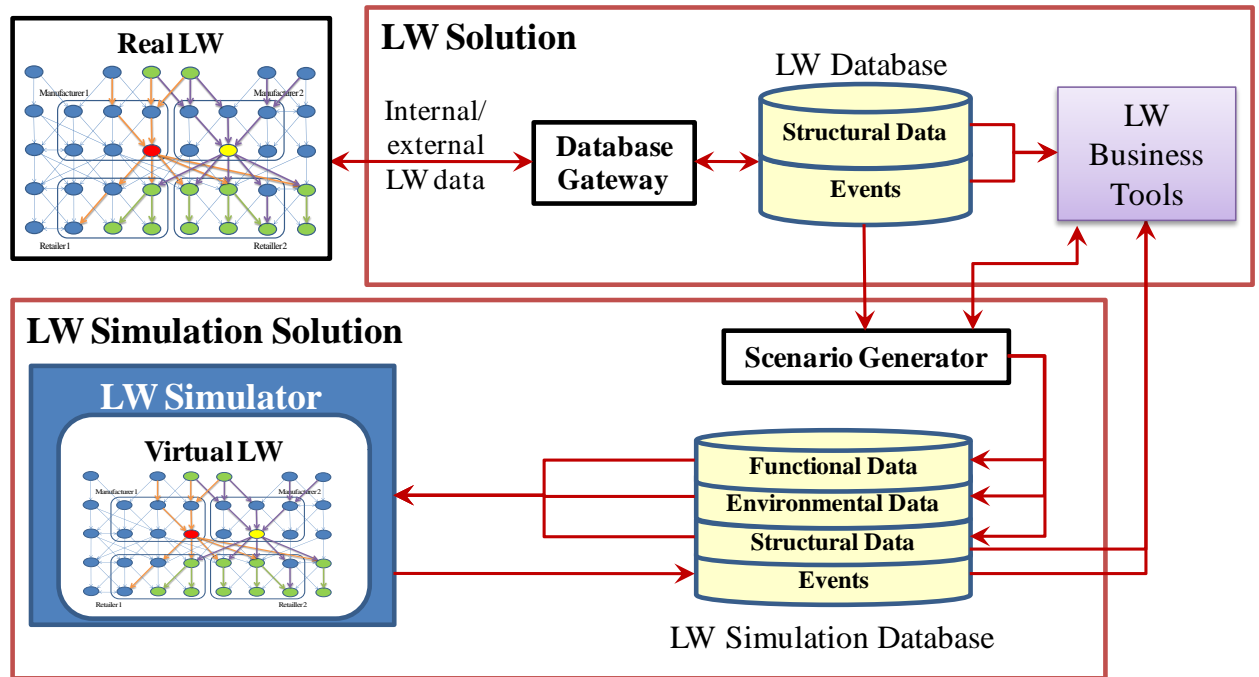 Real LW
Manufacturer1
Manufacturer2
Retailer1
Retailler2
LW Solution
Internal/
external
LW data
Database
Gateway
LW Database
Structural Data
Events
LW
Business
Tools
LW Simulation Solution
LW Simulator
Virtual LW
Manufacturer1
Manufacturer2
Retailer1
Retailler2
Scenario Generator
Functional Data
Environmental Data
Structural Data
Events
LW Simulation Database